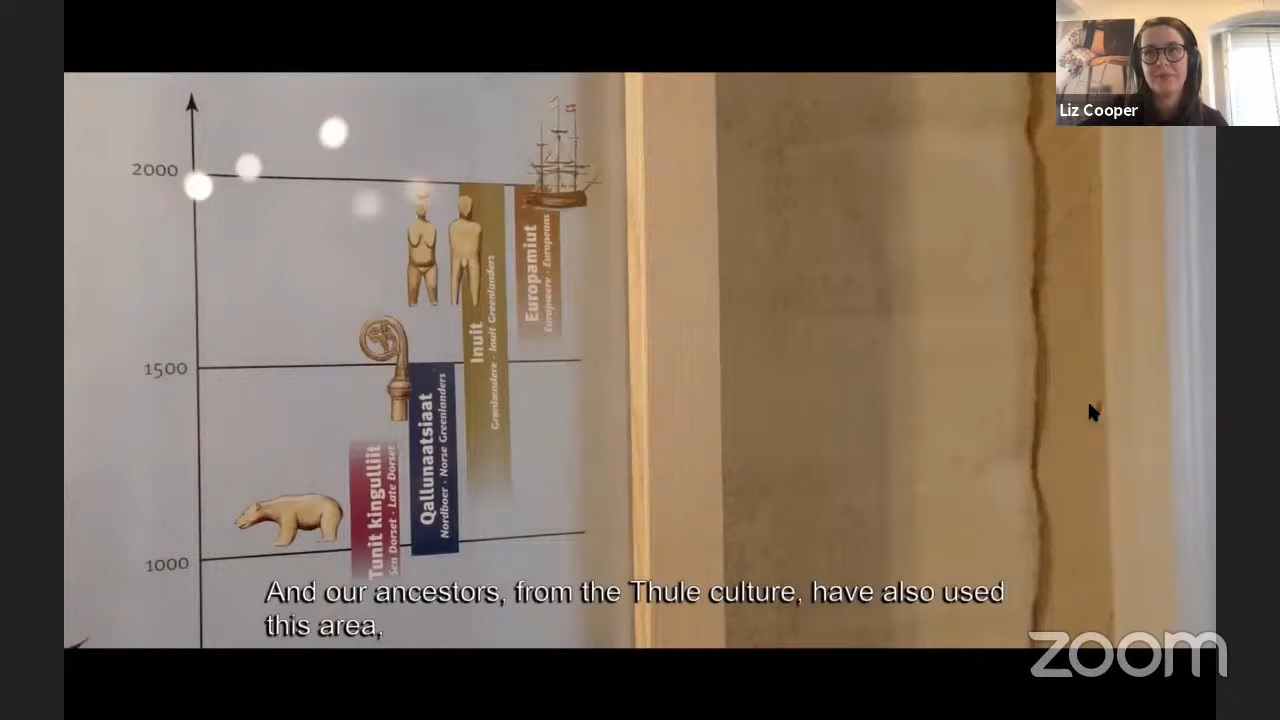 Liz Cooper
2000
1500
1000
Europamiut
Europæere · Europeans
Inuit
Grønlændere · Inuit Greenlanders
Qallunaatsiaat
Nordboer · Norse Greenlanders
Tunit kingulliit
Sen Dorset · Late Dorset
And our ancestors, from the Thule culture, have also used
this area,
zoom